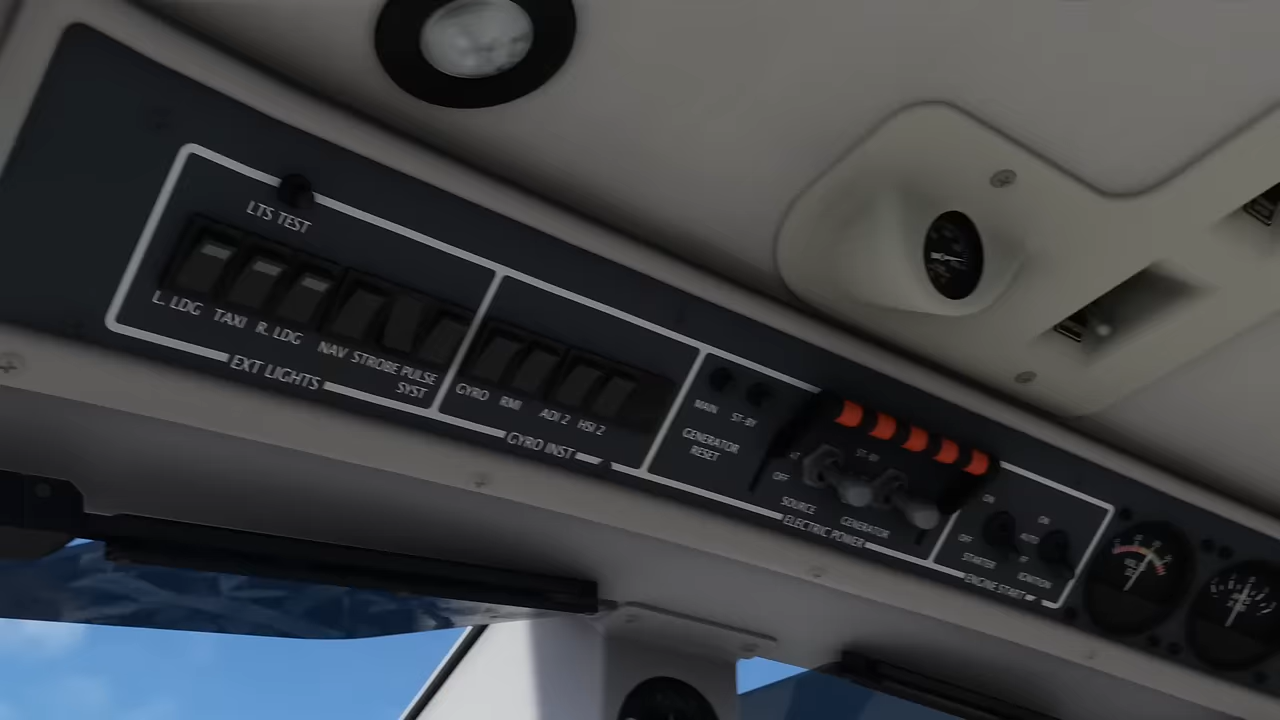 LTS TEST
L. LDG TAXI R. LDG NAV STROBE PULSE
SYST
EXT LIGHTS
GYRO RMI ADI 2 HSI 2
GYRO INST
MAIN ST-BY
GENERATOR
RESET
ST-BY
OFF
SOURCE GENERATOR
ELECTRIC POWER
ON
ON
OFF AUTO
STARTER IGNITION
ENGINE START